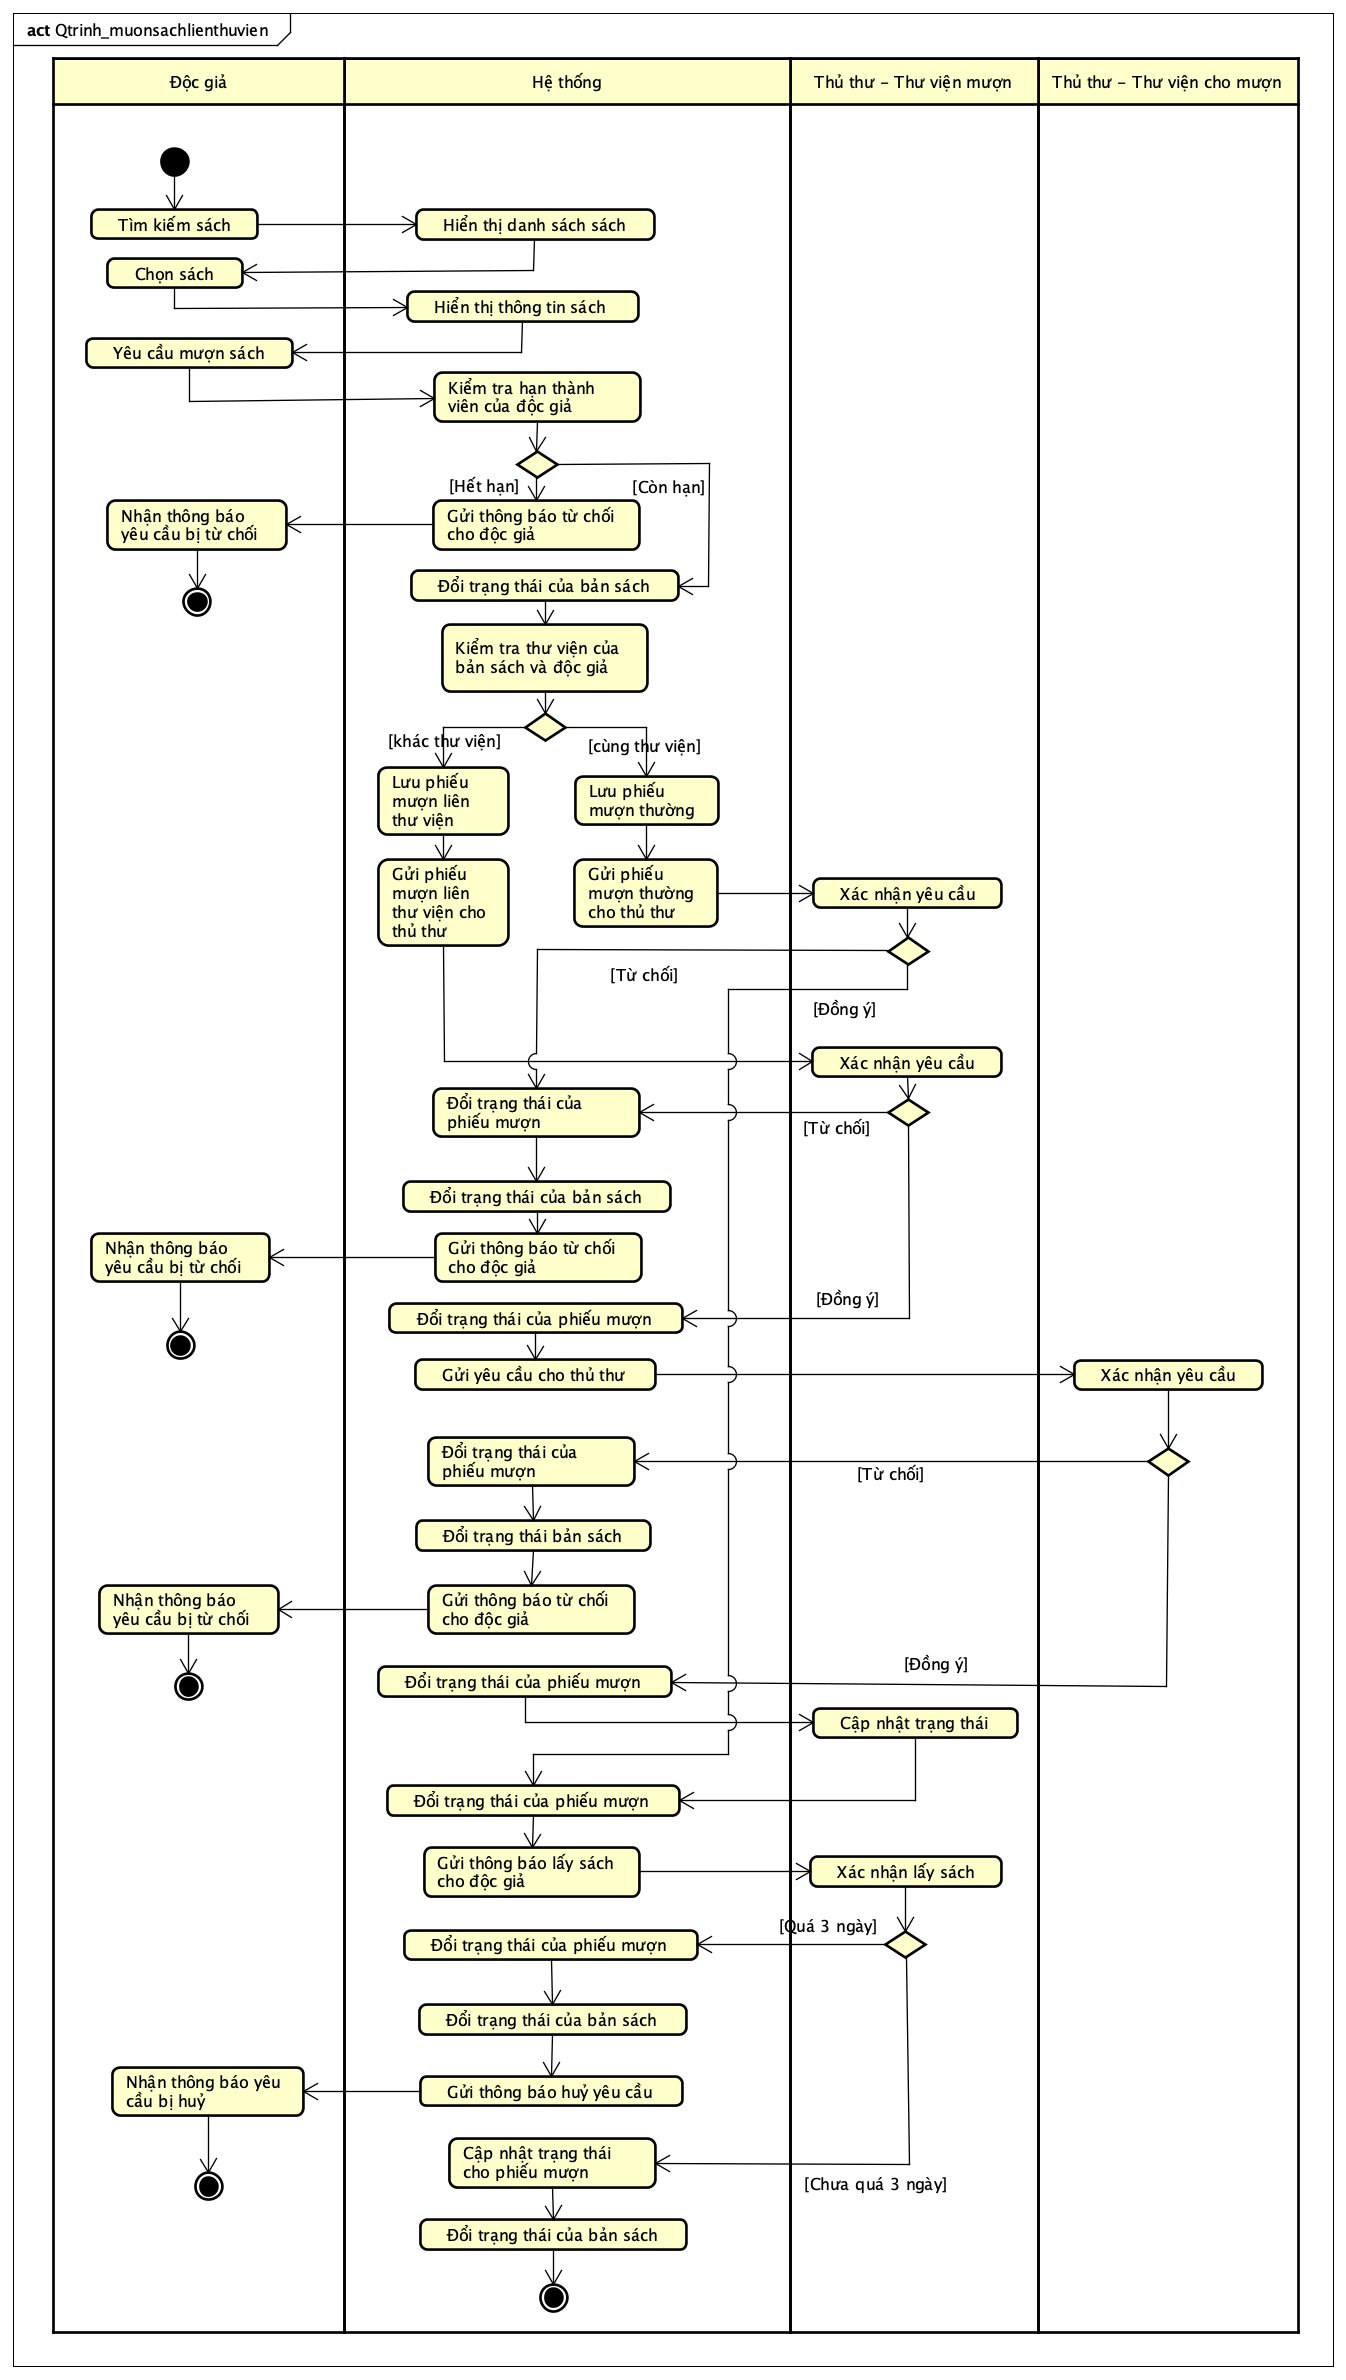 act Qtrinh_muonsachlienthuvien
Độc giả
Hệ thống
Thủ thư - Thư viện mượn
Thủ thư - Thư viện cho mượn
Tìm kiếm sách
Hiển thị danh sách sách
Chọn sách
Hiển thị thông tin sách
Yêu cầu mượn sách
Kiểm tra hạn thành
viên của độc giả
[Hết hạn]
[Còn hạn]
Nhận thông báo
yêu cầu bị từ chối
Gửi thông báo từ chối
cho độc giả
Đổi trạng thái của bản sách
Kiểm tra thư viện của
bản sách và độc giả
[khác thư viện]
[cùng thư viện]
Lưu phiếu
mượn liên
thư viện
Lưu phiếu
mượn thường
Gửi phiếu
mượn liên
thư viện cho
thủ thư
Gửi phiếu
mượn thường
cho thủ thư
Xác nhận yêu cầu
[Từ chối]
[Đồng ý]
Xác nhận yêu cầu
Đổi trạng thái của
phiếu mượn
[Từ chối]
Đổi trạng thái của bản sách
Nhận thông báo
yêu cầu bị từ chối
Gửi thông báo từ chối
cho độc giả
[Đồng ý]
Đổi trạng thái của phiếu mượn
Gửi yêu cầu cho thủ thư
Xác nhận yêu cầu
Đổi trạng thái của
phiếu mượn
[Từ chối]
Đổi trạng thái bản sách
Nhận thông báo
yêu cầu bị từ chối
Gửi thông báo từ chối
cho độc giả
[Đồng ý]
Đổi trạng thái của phiếu mượn
Cập nhật trạng thái
Đổi trạng thái của phiếu mượn
Gửi thông báo lấy sách
cho độc giả
Xác nhận lấy sách
[Quá 3 ngày]
Đổi trạng thái của phiếu mượn
Đổi trạng thái của bản sách
Nhận thông báo yêu
cầu bị huỷ
Gửi thông báo huỷ yêu cầu
Cập nhật trạng thái
cho phiếu mượn
[Chưa quá 3 ngày]
Đổi trạng thái của bản sách